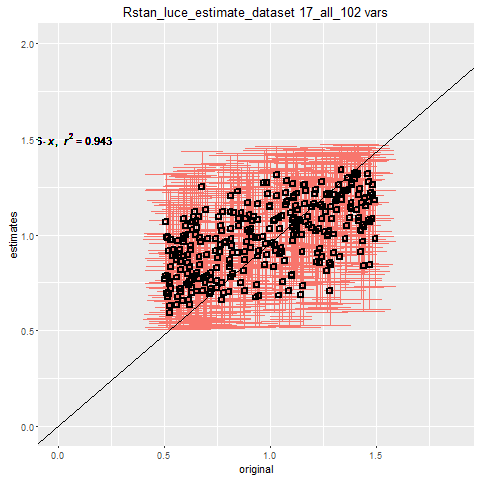 Rstan_luce_estimate_dataset 17_all_102 vars
2.0
1.5
1.0
0.5
0.0
estimates
· x, r² = 0.943
0.0 0.5 1.0 1.5
original